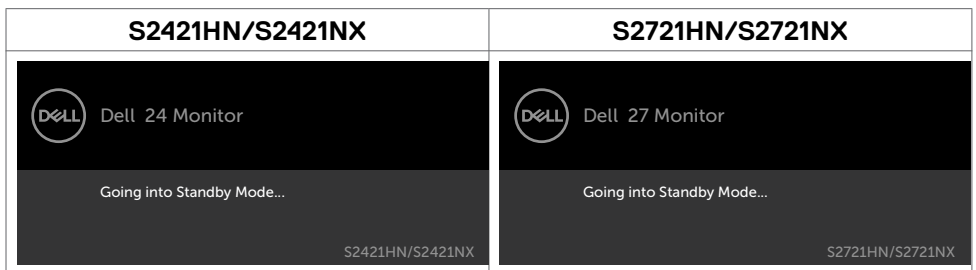 S2421HN/S2421NX
S2721HN/S2721NX
DELL Dell 24 Monitor
Going into Standby Mode...
S2421HN/S2421NX
DELL Dell 27 Monitor
Going into Standby Mode...
S2721HN/S2721NX